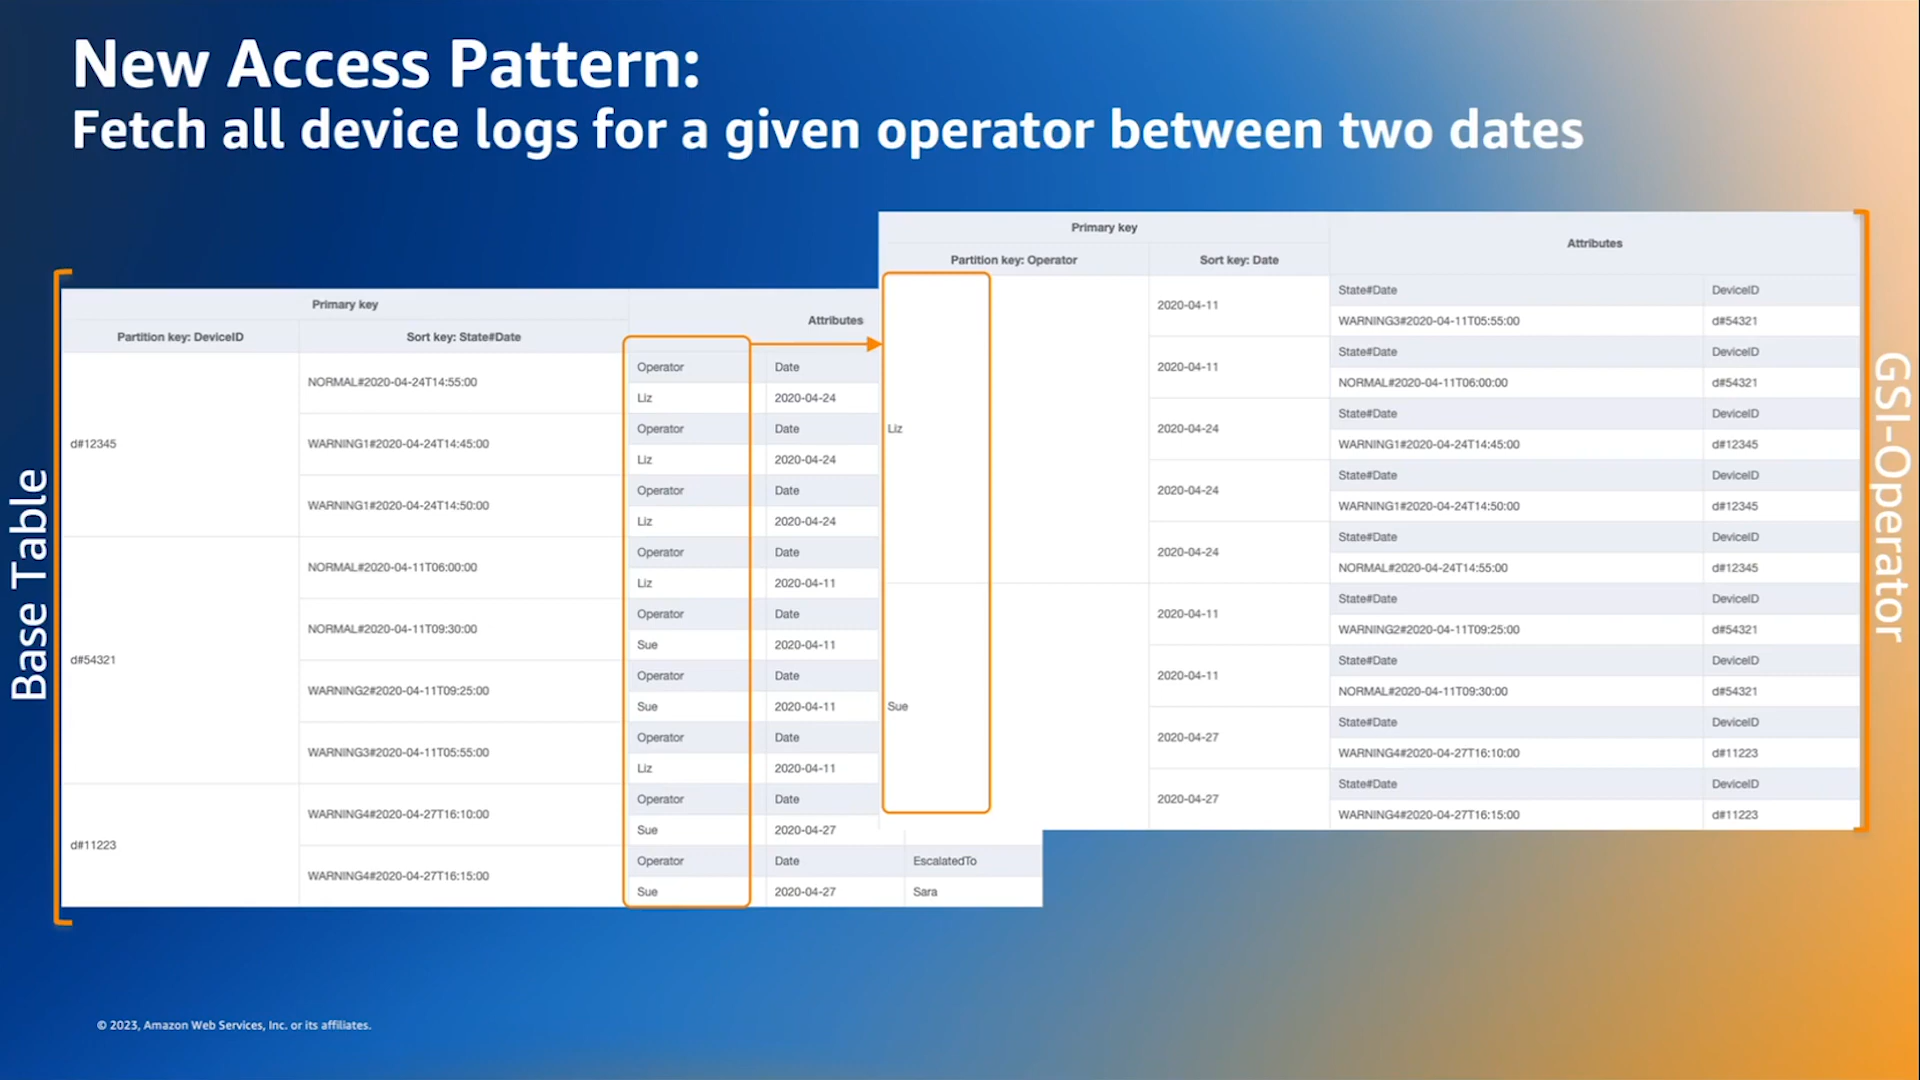 New Access Pattern:
Fetch all device logs for a given operator between two dates
Base Table
Primary key
Attributes
Partition key: DeviceID
Sort key: State#Date
d#12345
NORMAL#2020-04-24T14:55:00
Operator
Date
Liz
2020-04-24
WARNING1#2020-04-24T14:45:00
Operator
Date
Liz
2020-04-24
WARNING1#2020-04-24T14:50:00
Operator
Date
Liz
2020-04-24
d#54321
NORMAL#2020-04-11T06:00:00
Operator
Date
Liz
2020-04-11
NORMAL#2020-04-11T09:30:00
Operator
Date
Sue
2020-04-11
WARNING2#2020-04-11T09:25:00
Operator
Date
Sue
2020-04-11
WARNING3#2020-04-11T05:55:00
Operator
Date
Liz
2020-04-11
d#11223
WARNING4#2020-04-27T16:10:00
Operator
Date
Sue
2020-04-27
WARNING4#2020-04-27T16:15:00
Operator
Date
EscalatedTo
Sue
2020-04-27
Sara
Primary key
Attributes
Partition key: Operator
Sort key: Date
Liz
2020-04-11
State#Date
DeviceID
WARNING3#2020-04-11T05:55:00
d#54321
2020-04-11
State#Date
DeviceID
NORMAL#2020-04-11T06:00:00
d#54321
2020-04-24
State#Date
DeviceID
WARNING1#2020-04-24T14:45:00
d#12345
2020-04-24
State#Date
DeviceID
WARNING1#2020-04-24T14:50:00
d#12345
2020-04-24
State#Date
DeviceID
NORMAL#2020-04-24T14:55:00
d#12345
Sue
2020-04-11
State#Date
DeviceID
WARNING2#2020-04-11T09:25:00
d#54321
2020-04-11
State#Date
DeviceID
NORMAL#2020-04-11T09:30:00
d#54321
2020-04-27
State#Date
DeviceID
WARNING4#2020-04-27T16:10:00
d#11223
2020-04-27
State#Date
DeviceID
WARNING4#2020-04-27T16:15:00
d#11223
GSI-Operator
© 2023, Amazon Web Services, Inc. or its affiliates.